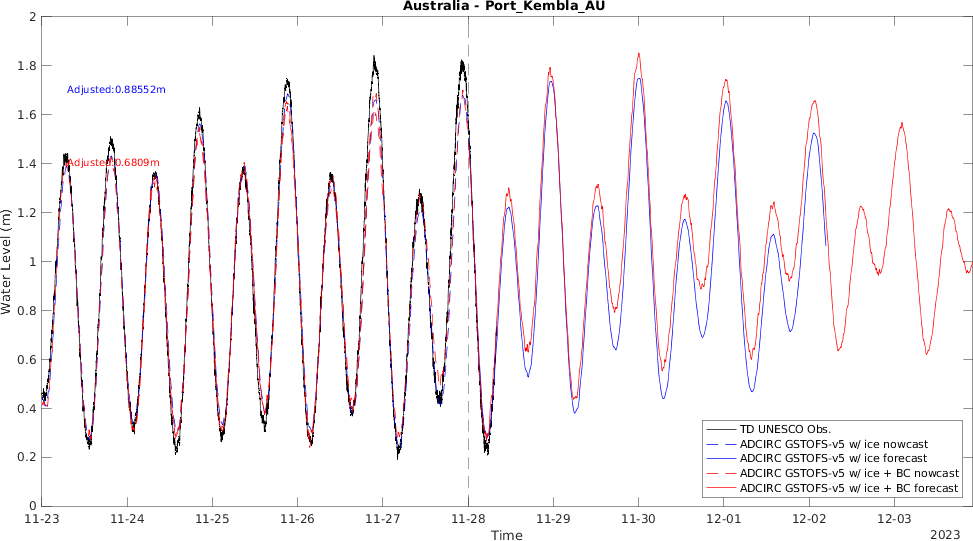 Australia - Port_Kembla_AU
2
1.8
1.6
1.4
1.2
1
0.8
0.6
0.4
0.2
0
Water Level (m)
Adjusted:0.88552m
Adjusted:0.6809m
TD UNESCO Obs.
ADCIRC GSTOFS-v5 w/ ice nowcast
ADCIRC GSTOFS-v5 w/ ice forecast
ADCIRC GSTOFS-v5 w/ ice + BC nowcast
ADCIRC GSTOFS-v5 w/ ice + BC forecast
11-23 11-24 11-25 11-26 11-27 11-28 11-29 11-30 12-01 12-02 12-03
Time
2023